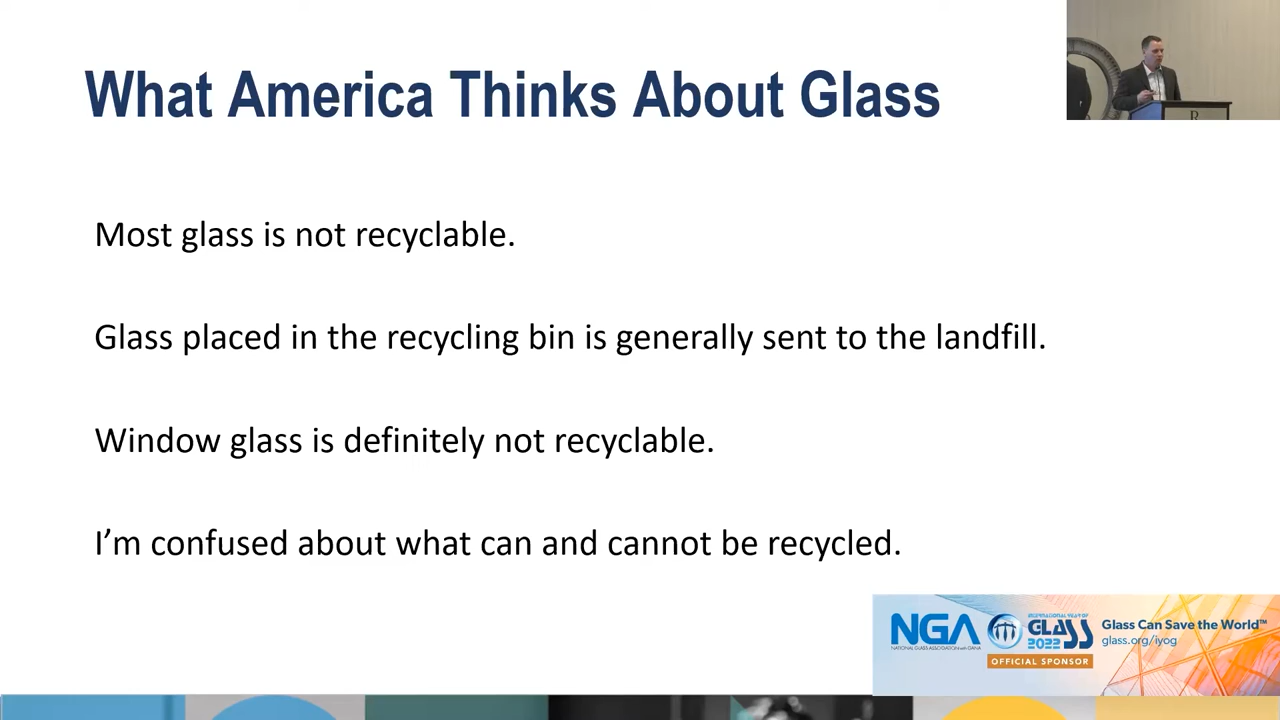 What America Thinks About Glass
Most glass is not recyclable.
Glass placed in the recycling bin is generally sent to the landfill.
Window glass is definitely not recyclable.
I’m confused about what can and cannot be recycled.
R
NGA
NATIONAL GLASS ASSOCIATION with GANA
INTERNATIONAL YEAR OF
GLASS
2022
OFFICIAL SPONSOR
Glass Can Save the World™
glass.org/iyog